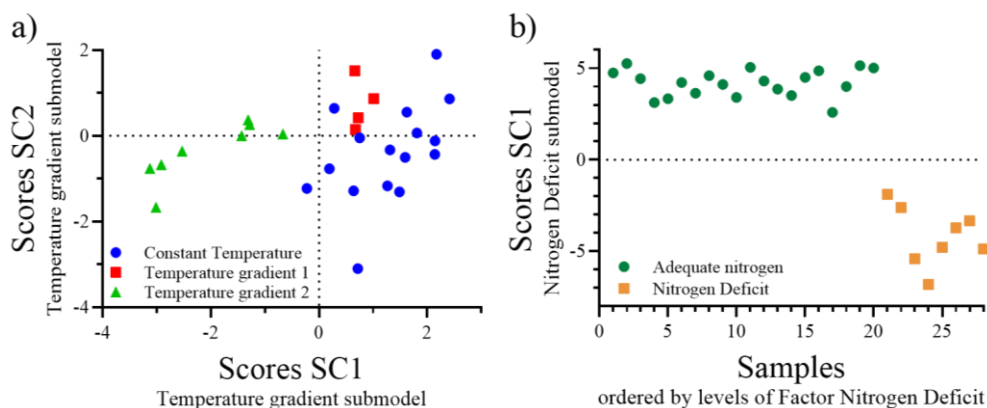 a)
Scores SC2
Temperature gradient submodel
2
0
-2
-4
Constant Temperature
Temperature gradient 1
Temperature gradient 2
-4 -2 0 2
Scores SC1
Temperature gradient submodel
b)
Scores SC1
Nitrogen Deficit submodel
5
0
-5
Adequate nitrogen
Nitrogen Deficit
0 5 10 15 20 25
Samples
ordered by levels of Factor Nitrogen Deficit